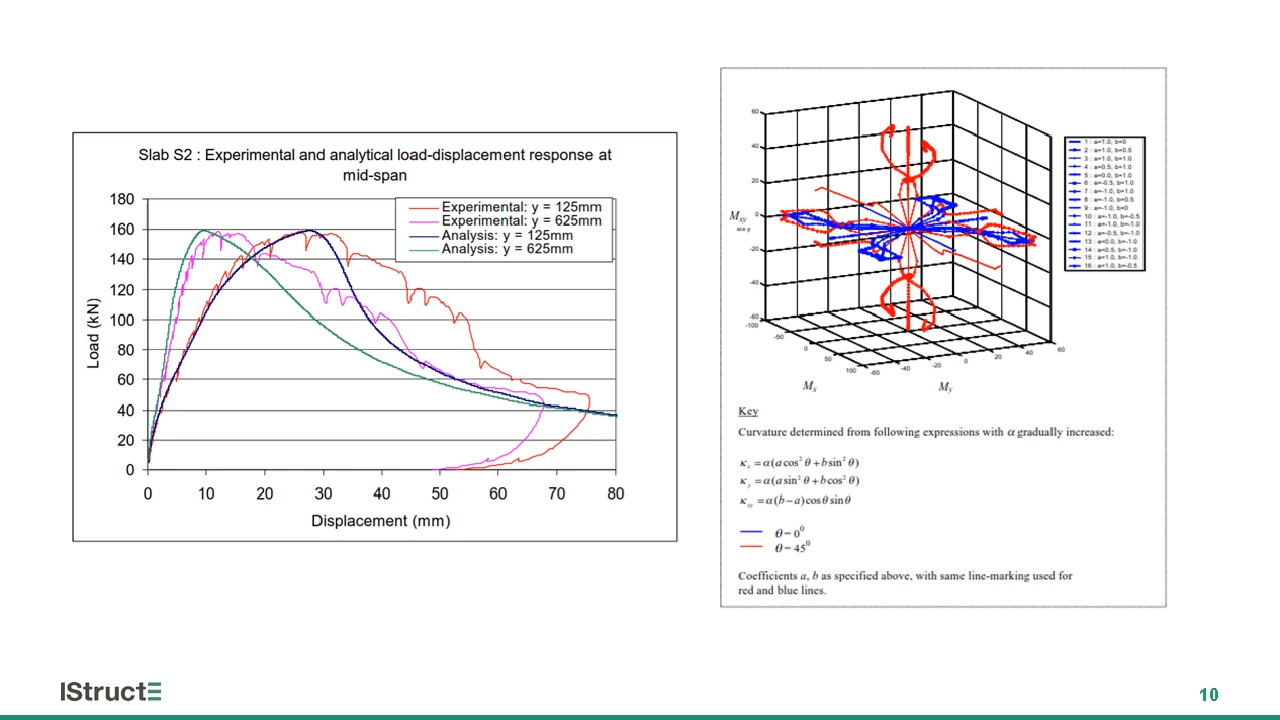 Slab S2 : Experimental and analytical load-displacement response at
mid-span
180
160
140
120
100
80
60
40
20
0
Load (kN)
0 10 20 30 40 50 60 70 80
Displacement (mm)
Experimental: y = 125mm
Experimental: y = 625mm
Analysis: y = 125mm
Analysis: y = 625mm
60
40
20
0
-20
-40
-60
Mxy
-100
-50
0
50
100
-60
-40
-20
0
20
40
60
Mx
My
1 : a=1.0, b=0
2 : a=1.0, b=0.5
3 : a=1.0, b=1.0
4 : a=0.5, b=1.0
5 : a=0.0, b=1.0
6 : a=-0.5, b=1.0
7 : a=-1.0, b=1.0
8 : a=-1.0, b=0.5
9 : a=-1.0, b=0
10 : a=-1.0, b=-0.5
11 : a=-1.0, b=-1.0
12 : a=-0.5, b=-1.0
13 : a=0.0, b=-1.0
14 : a=0.5, b=-1.0
15 : a=1.0, b=-1.0
16 : a=1.0, b=-0.5
Key
Curvature determined from following expressions with α gradually increased:
κx = α(a cos² θ + b sin² θ)
κy = α(a sin² θ + b cos² θ)
κxy = α(b − a) cos θ sin θ
θ = 0⁰
θ = 45⁰
Coefficients a, b as specified above, with same line-marking used for
red and blue lines.
IStructE
10